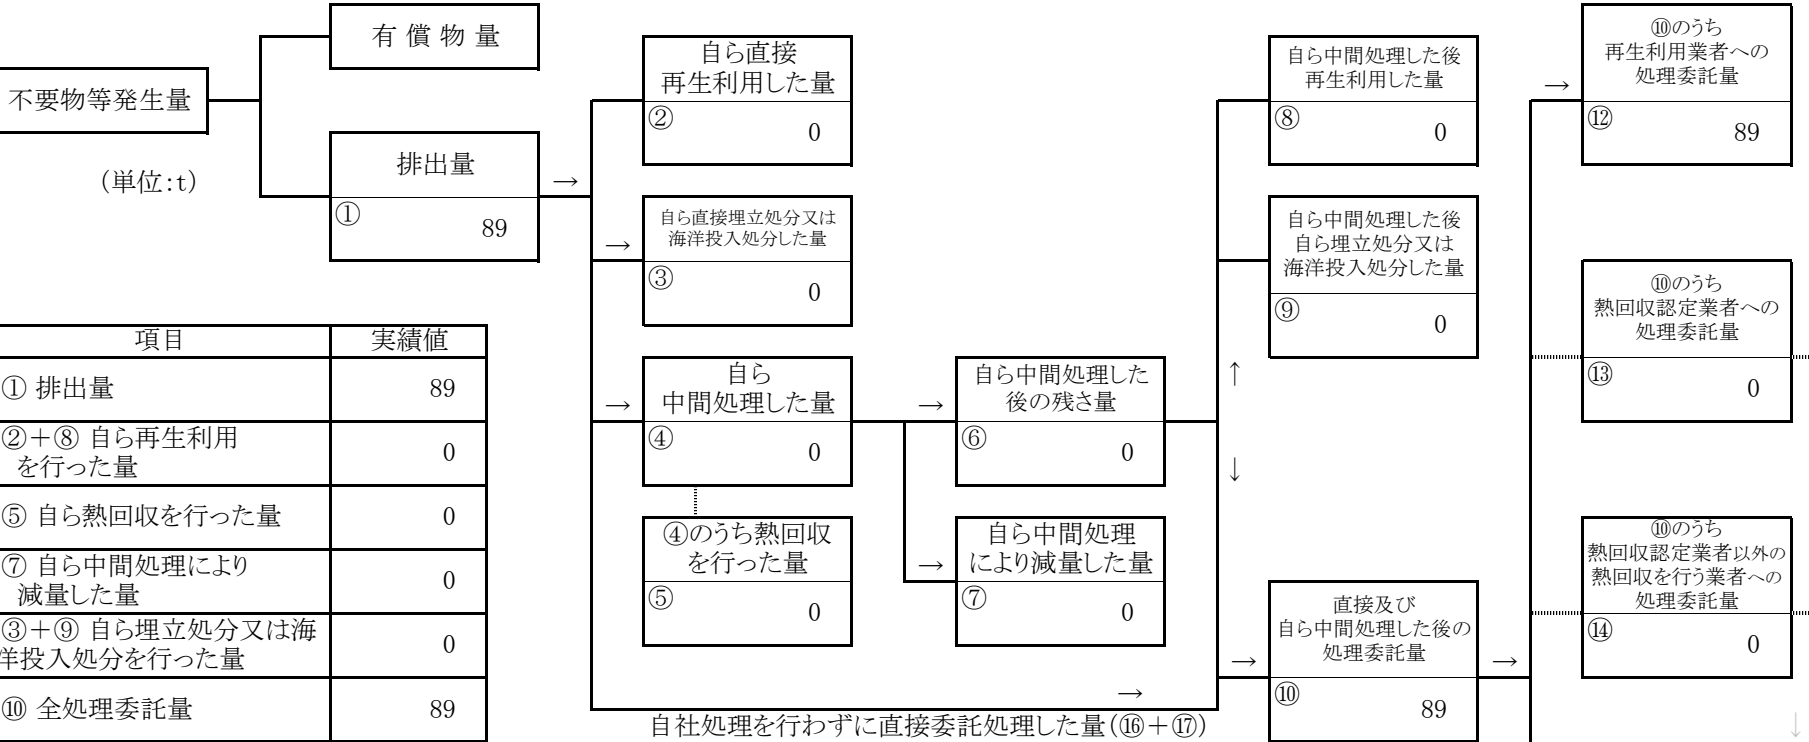 有 償 物 量
不要物等発生量
(単位:t)
排出量
①
89
→
自ら直接
再生利用した量
②
0
→
自ら直接埋立処分又は
海洋投入処分した量
③
0
→
自ら
中間処理した量
④
0
④のうち熱回収
を行った量
⑤
0
→
自ら中間処理した
後の残さ量
⑥
0
→
自ら中間処理
により減量した量
⑦
0
→
自社処理を行わずに直接委託処理した量(⑯+⑰)
自ら中間処理した後
再生利用した量
⑧
0
自ら中間処理した後
自ら埋立処分又は
海洋投入処分した量
⑨
0
↑
↓
→
直接及び
自ら中間処理した後の
処理委託量
⑩
89
→
→
⑩のうち
再生利用業者への
処理委託量
⑫
89
⑩のうち
熱回収認定業者への
処理委託量
⑬
0
⑩のうち
熱回収認定業者以外の
熱回収を行う業者への
処理委託量
⑭
0
↓
項目 実績値
① 排出量 89
②+⑧ 自ら再生利用
を行った量 0
⑤ 自ら熱回収を行った量 0
⑦ 自ら中間処理により
減量した量 0
③+⑨ 自ら埋立処分又は海
洋投入処分を行った量 0
⑩ 全処理委託量 89